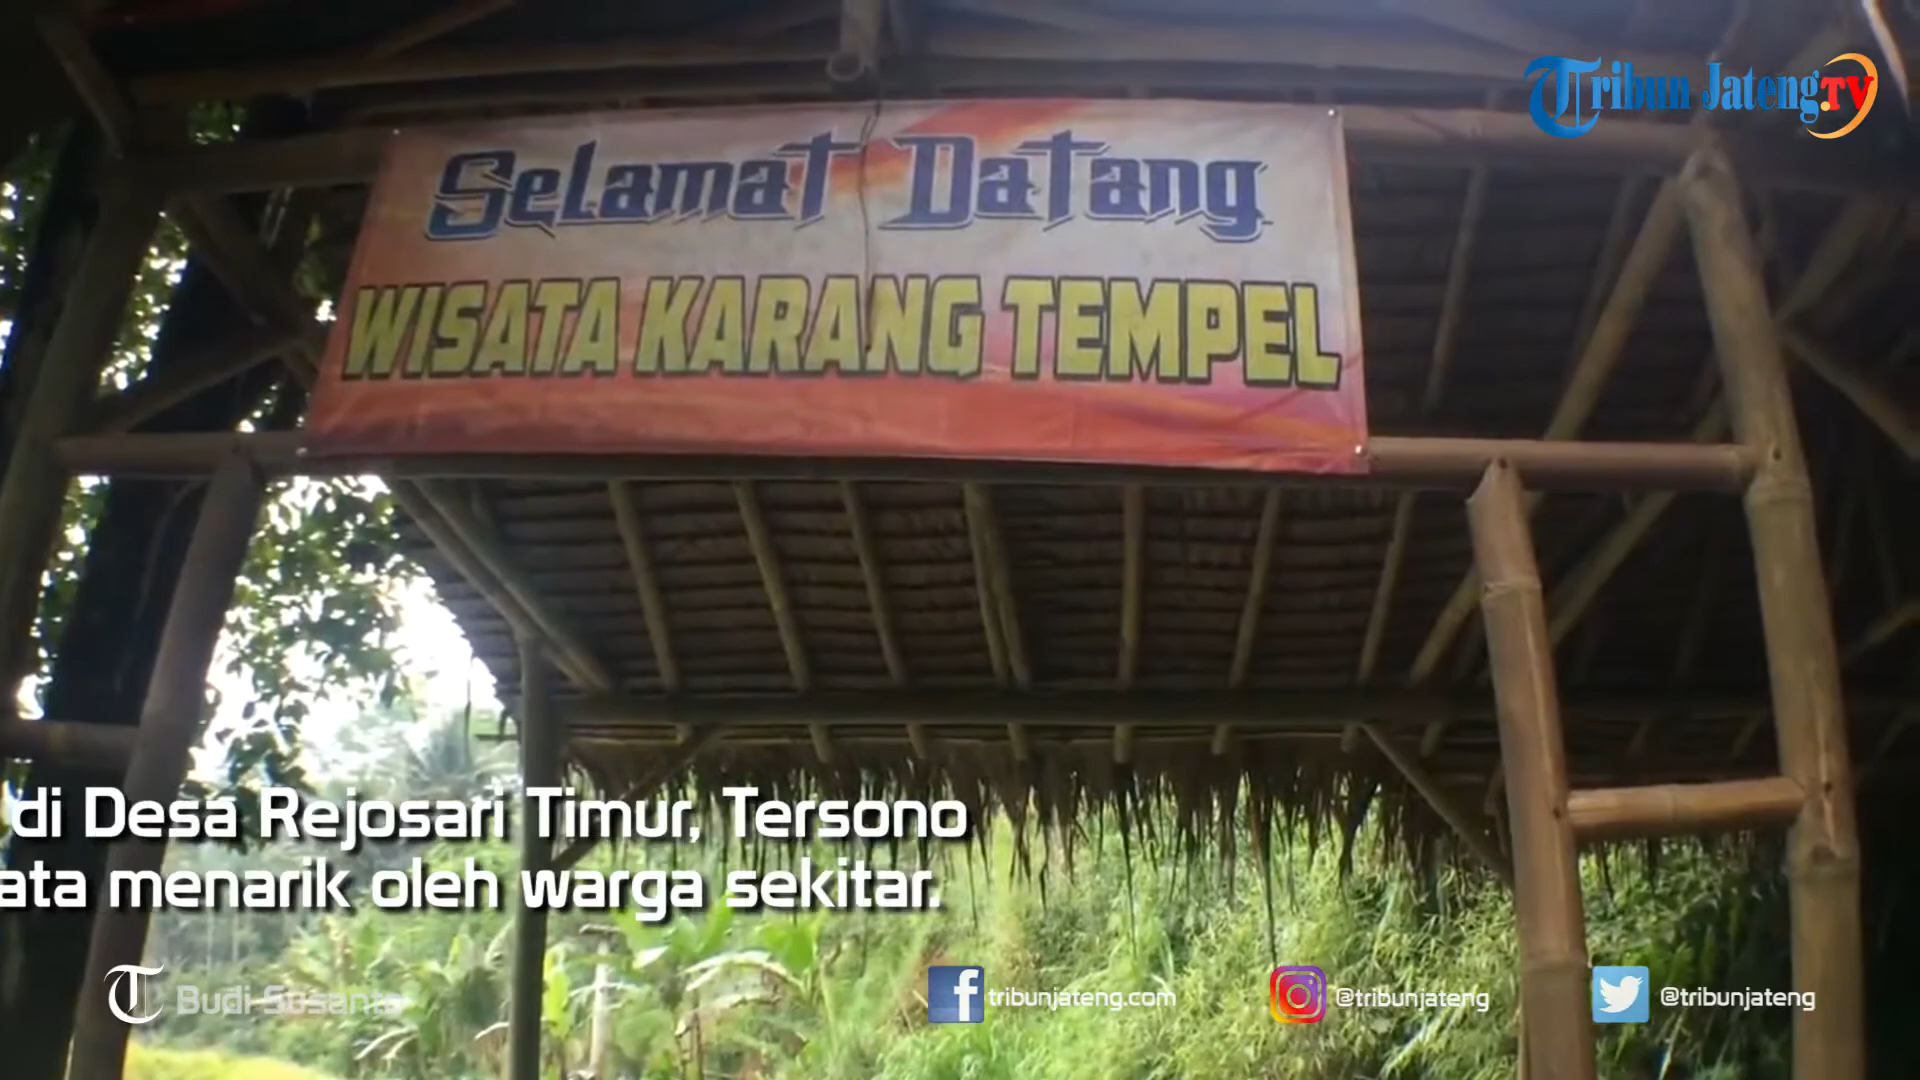 Tribun Jateng.TV
Selamat Datang
WISATA KARANG TEMPEL
di Desa Rejosari Timur, Tersono
ata menarik oleh warga sekitar.
T Budi Susanto
tribunjateng.com
@tribunjateng
@tribunjateng